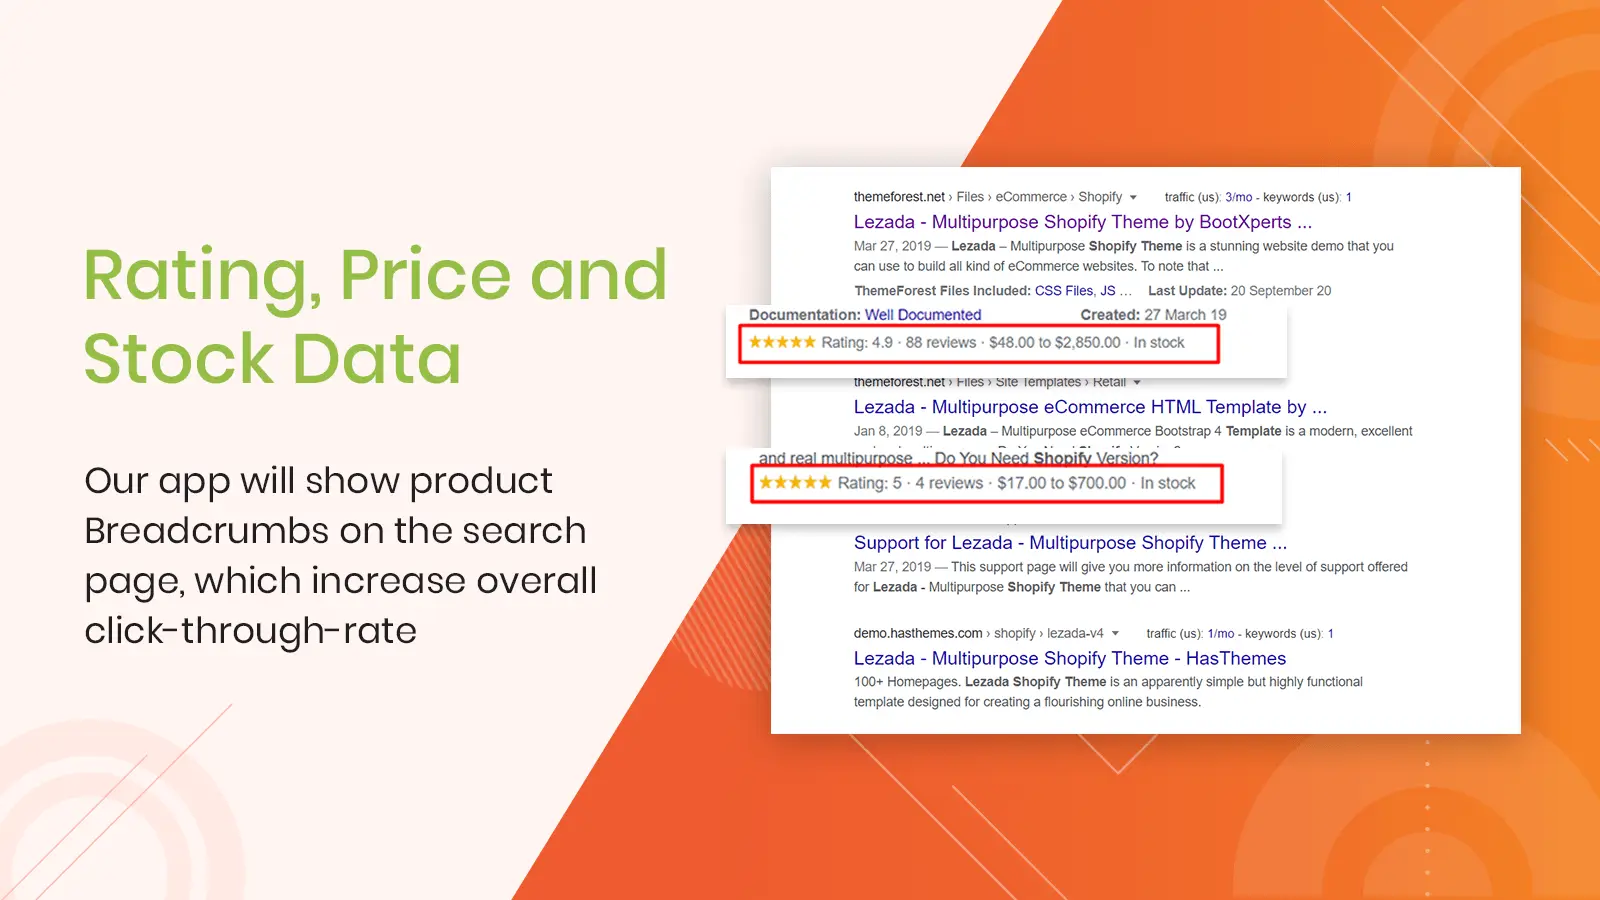 Rating, Price and
Stock Data
Our app will show product
Breadcrumbs on the search
page, which increase overall
click-through-rate
themeforest.net › Files › eCommerce › Shopify ▾ traffic (us): 3/mo - keywords (us): 1
Lezada - Multipurpose Shopify Theme by BootXperts ...
Mar 27, 2019 — Lezada – Multipurpose Shopify Theme is a stunning website demo that you
can use to build all kind of eCommerce websites. To note that ...
ThemeForest Files Included: CSS Files, JS ... Last Update: 20 September 20
Documentation: Well Documented Created: 27 March 19
★★★★★ Rating: 4.9 · 88 reviews · $48.00 to $2,850.00 · In stock
themeforest.net › Files › Site Templates › Retail ▾
Lezada - Multipurpose eCommerce HTML Template by ...
Jan 8, 2019 — Lezada – Multipurpose eCommerce Bootstrap 4 Template is a modern, excellent
and real multipurpose ... Do You Need Shopify Version?
★★★★★ Rating: 5 · 4 reviews · $17.00 to $700.00 · In stock
Support for Lezada - Multipurpose Shopify Theme ...
Mar 27, 2019 — This support page will give you more information on the level of support offered
for Lezada - Multipurpose Shopify Theme that you can ...
demo.hasthemes.com › shopify › lezada-v4 ▾ traffic (us): 1/mo - keywords (us): 1
Lezada - Multipurpose Shopify Theme - HasThemes
100+ Homepages. Lezada Shopify Theme is an apparently simple but highly functional
template designed for creating a flourishing online business.